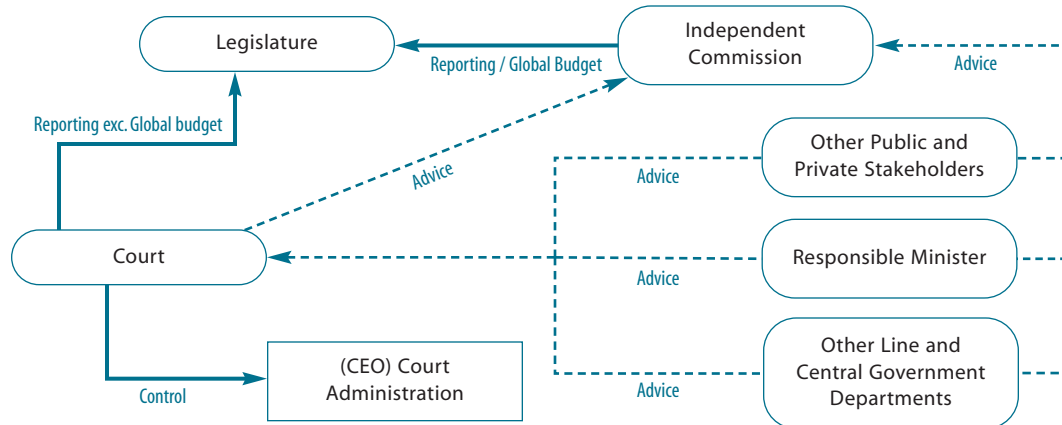 Legislature
Independent
Commission
Reporting / Global Budget
Advice
Reporting exc. Global budget
Advice
Other Public and
Private Stakeholders
Advice
Court
Responsible Minister
Advice
(CEO) Court
Administration
Control
Other Line and
Central Government
Departments
Advice